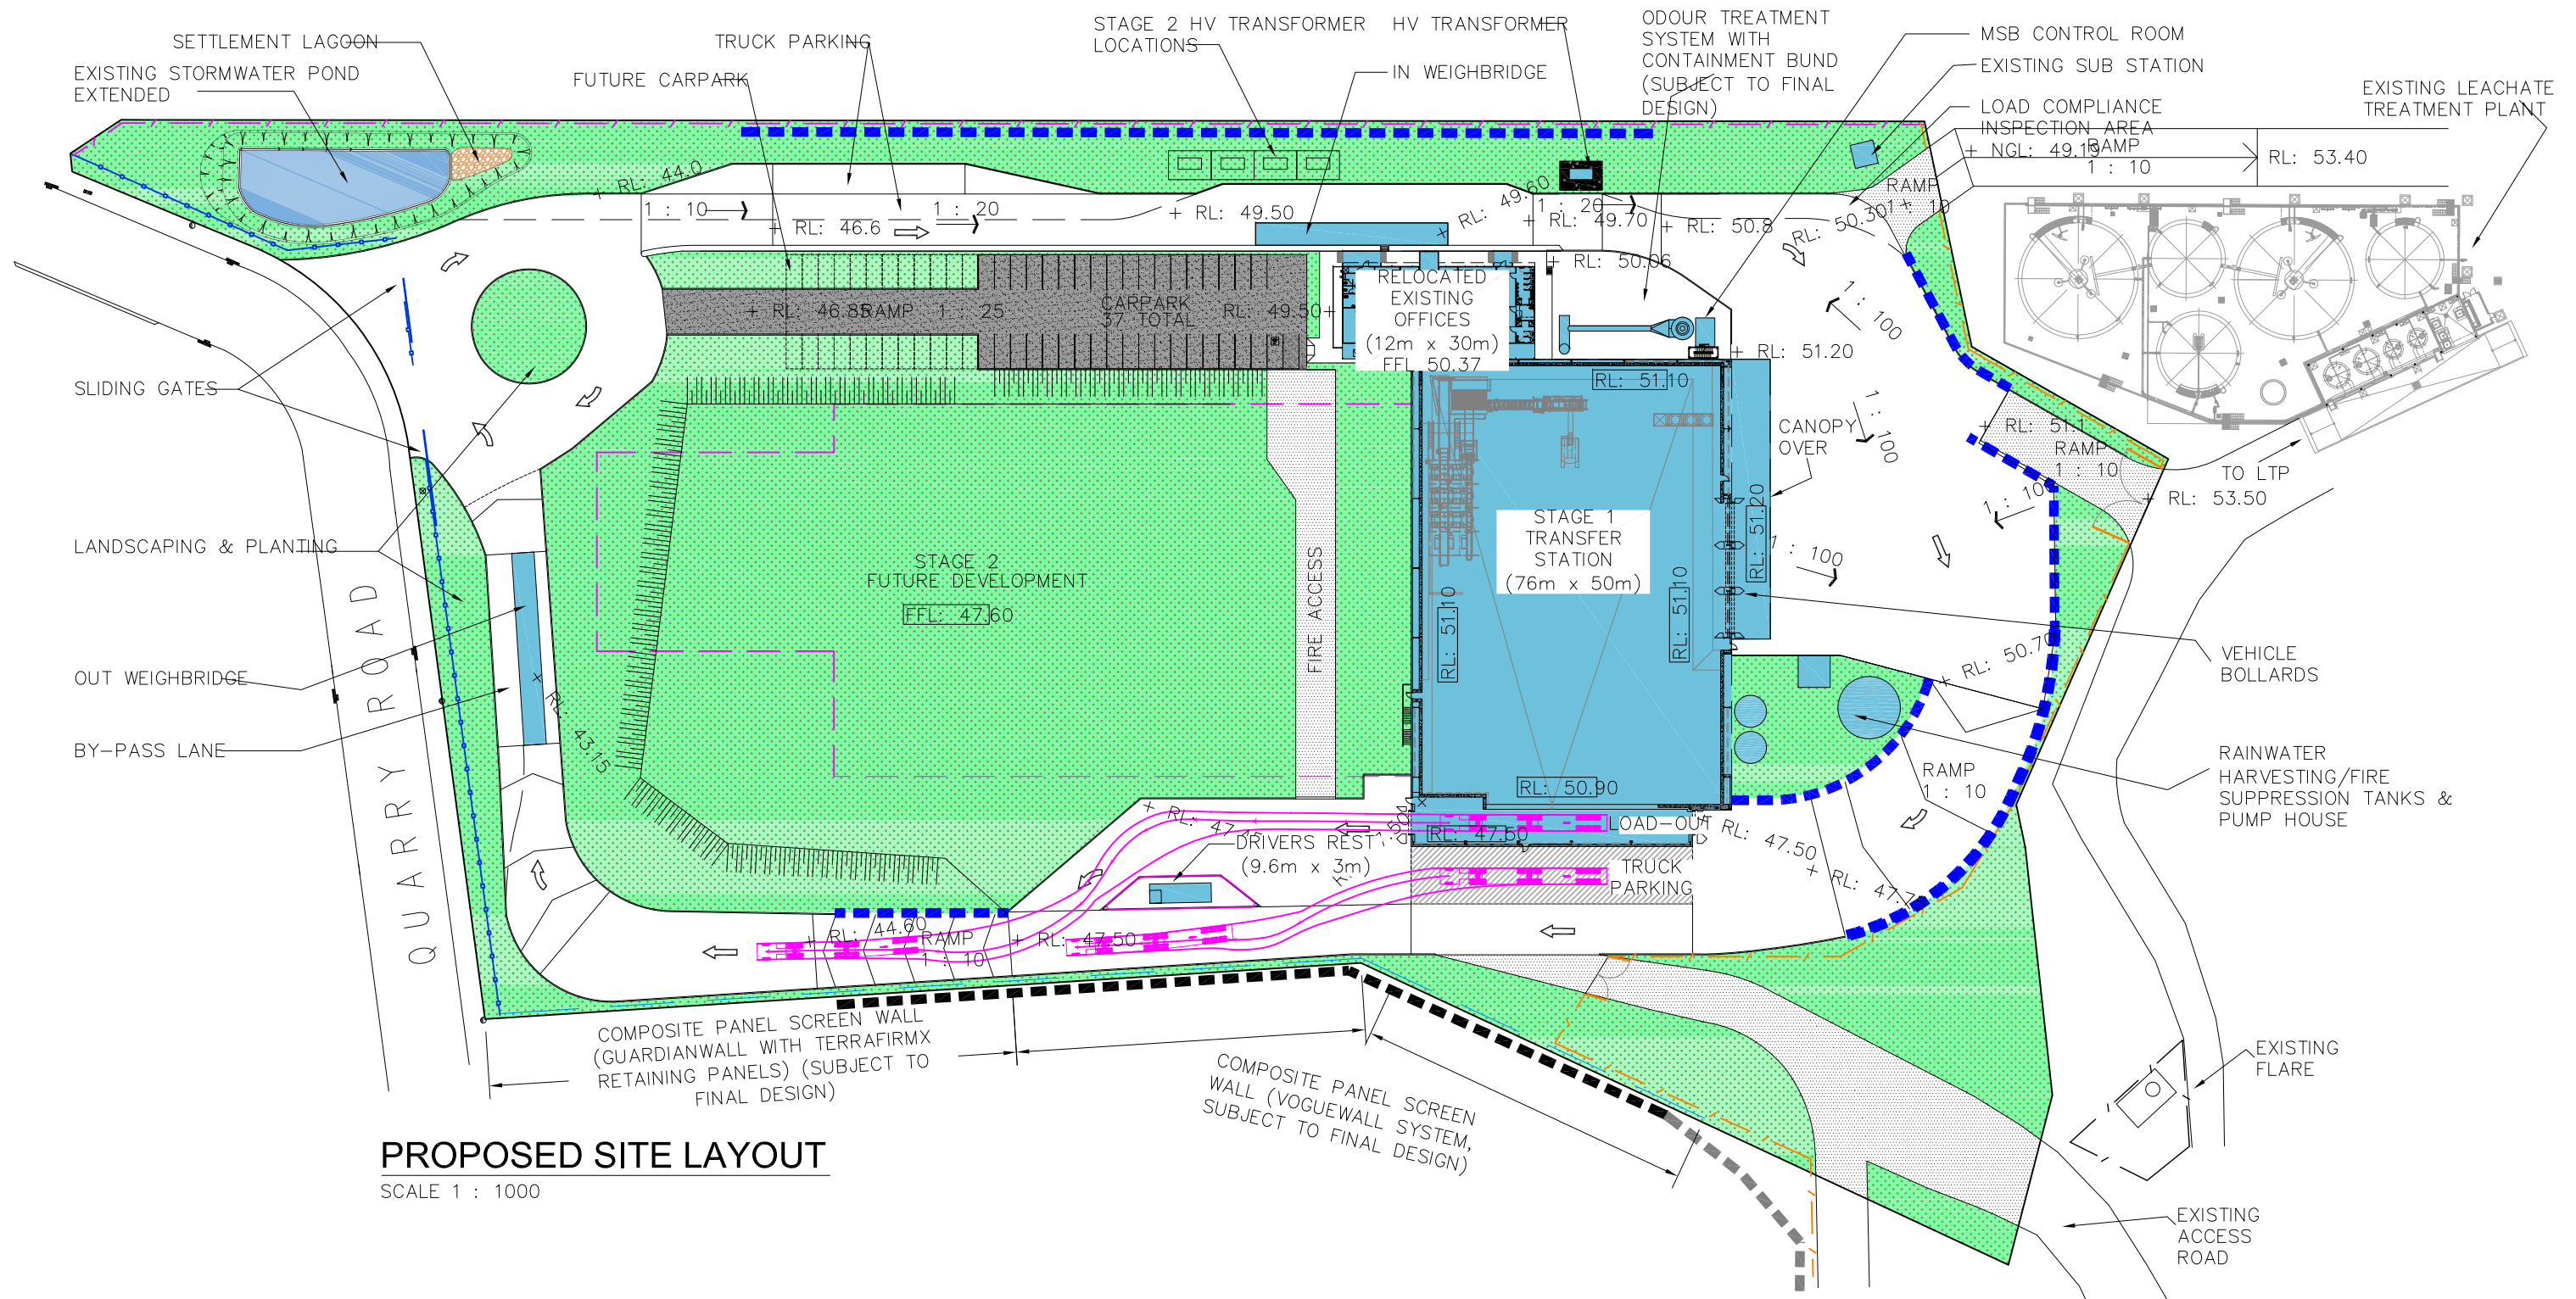 SETTLEMENT LAGOON
EXISTING STORMWATER POND
EXTENDED
FUTURE CARPARK
TRUCK PARKING
STAGE 2 HV TRANSFORMER
LOCATIONS
HV TRANSFORMER
IN WEIGHBRIDGE
ODOUR TREATMENT
SYSTEM WITH
CONTAINMENT BUND
(SUBJECT TO FINAL
DESIGN)
MSB CONTROL ROOM
EXISTING SUB STATION
LOAD COMPLIANCE
INSPECTION AREA
EXISTING LEACHATE
TREATMENT PLANT
+ NGL: 49.19
RAMP
1 : 10
RL: 53.40
RAMP
1 : 10
+ RL: 44.0
1 : 10
+ RL: 46.6
1 : 20
+ RL: 49.50
+ RL: 49.60
1 : 20
+ RL: 49.70
+ RL: 50.8
RL: 50.30+
+ RL: 50.06
+ RL: 46.85
RAMP 1 : 25
CARPARK
37 TOTAL
RL: 49.50+
RELOCATED
EXISTING
OFFICES
(12m x 30m)
FFL 50.37
+ RL: 51.20
1 : 100
RL: 51.10
1 : 100
SLIDING GATES
CANOPY
OVER
+ RL: 51.1
RAMP
1 : 10
TO LTP
+ RL: 53.50
1 : 100
RL: 51.20
LANDSCAPING & PLANTING
STAGE 2
FUTURE DEVELOPMENT
FFL: 47.60
FIRE ACCESS
STAGE 1
TRANSFER
STATION
(76m x 50m)
1 : 100
RL: 51.10
RL: 51.10
QUARRY ROAD
OUT WEIGHBRIDGE
+ RL: 43.15
BY-PASS LANE
VEHICLE
BOLLARDS
+ RL: 50.70
RAINWATER
HARVESTING/FIRE
SUPPRESSION TANKS &
PUMP HOUSE
RAMP
1 : 10
RL: 50.90
+ RL: 47.45
RL: 47.50
LOAD-OUT
RL: 47.50
DRIVERS REST
(9.6m x 3m)
TRUCK
PARKING
+ RL: 44.60
RAMP
1 : 10
+ RL: 47.50
COMPOSITE PANEL SCREEN WALL
(GUARDIANWALL WITH TERRAFIRMX
RETAINING PANELS) (SUBJECT TO
FINAL DESIGN)
COMPOSITE PANEL SCREEN
WALL (VOGUEWALL SYSTEM,
SUBJECT TO FINAL DESIGN)
EXISTING
FLARE
EXISTING
ACCESS
ROAD
PROPOSED SITE LAYOUT
SCALE 1 : 1000